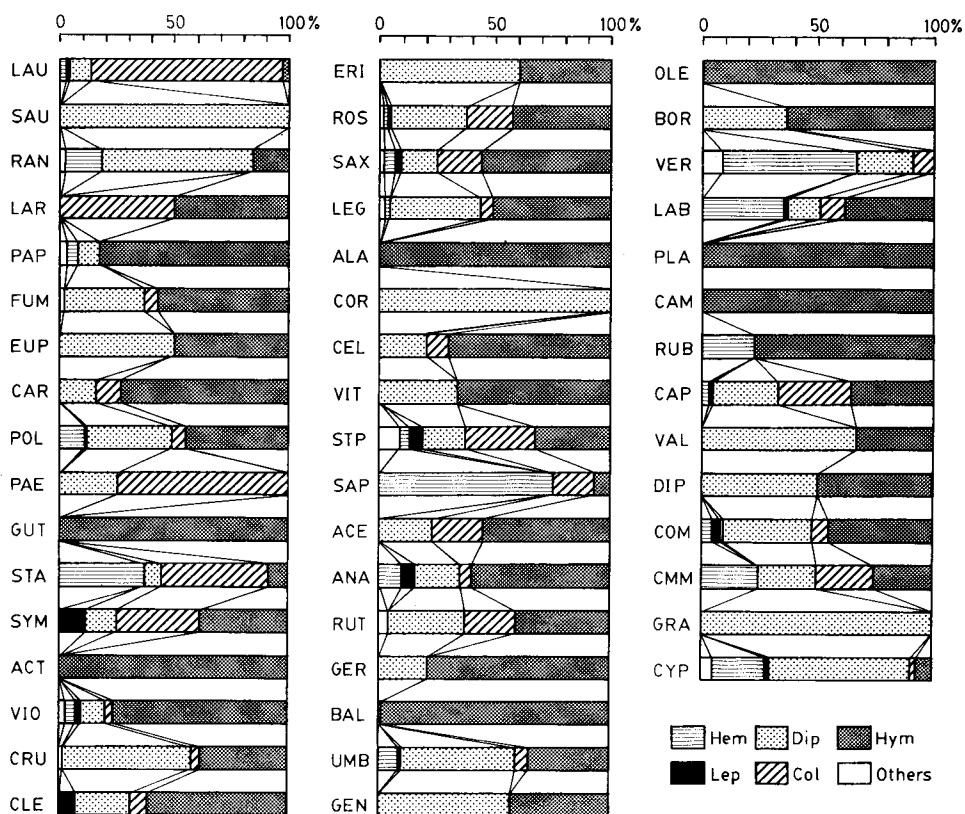 0 50 100%
LAU
SAU
RAN
LAR
PAP
FUM
EUP
CAR
POL
PAE
GUT
STA
SYM
ACT
VIO
CRU
CLE
0 50 100%
ERI
ROS
SAX
LEG
ALA
COR
CEL
VIT
STP
SAP
ACE
ANA
RUT
GER
BAL
UMB
GEN
0 50 100%
OLE
BOR
VER
LAB
PLA
CAM
RUB
CAP
VAL
DIP
COM
CMM
GRA
CYP
Hem Dip Hym
Lep Col Others